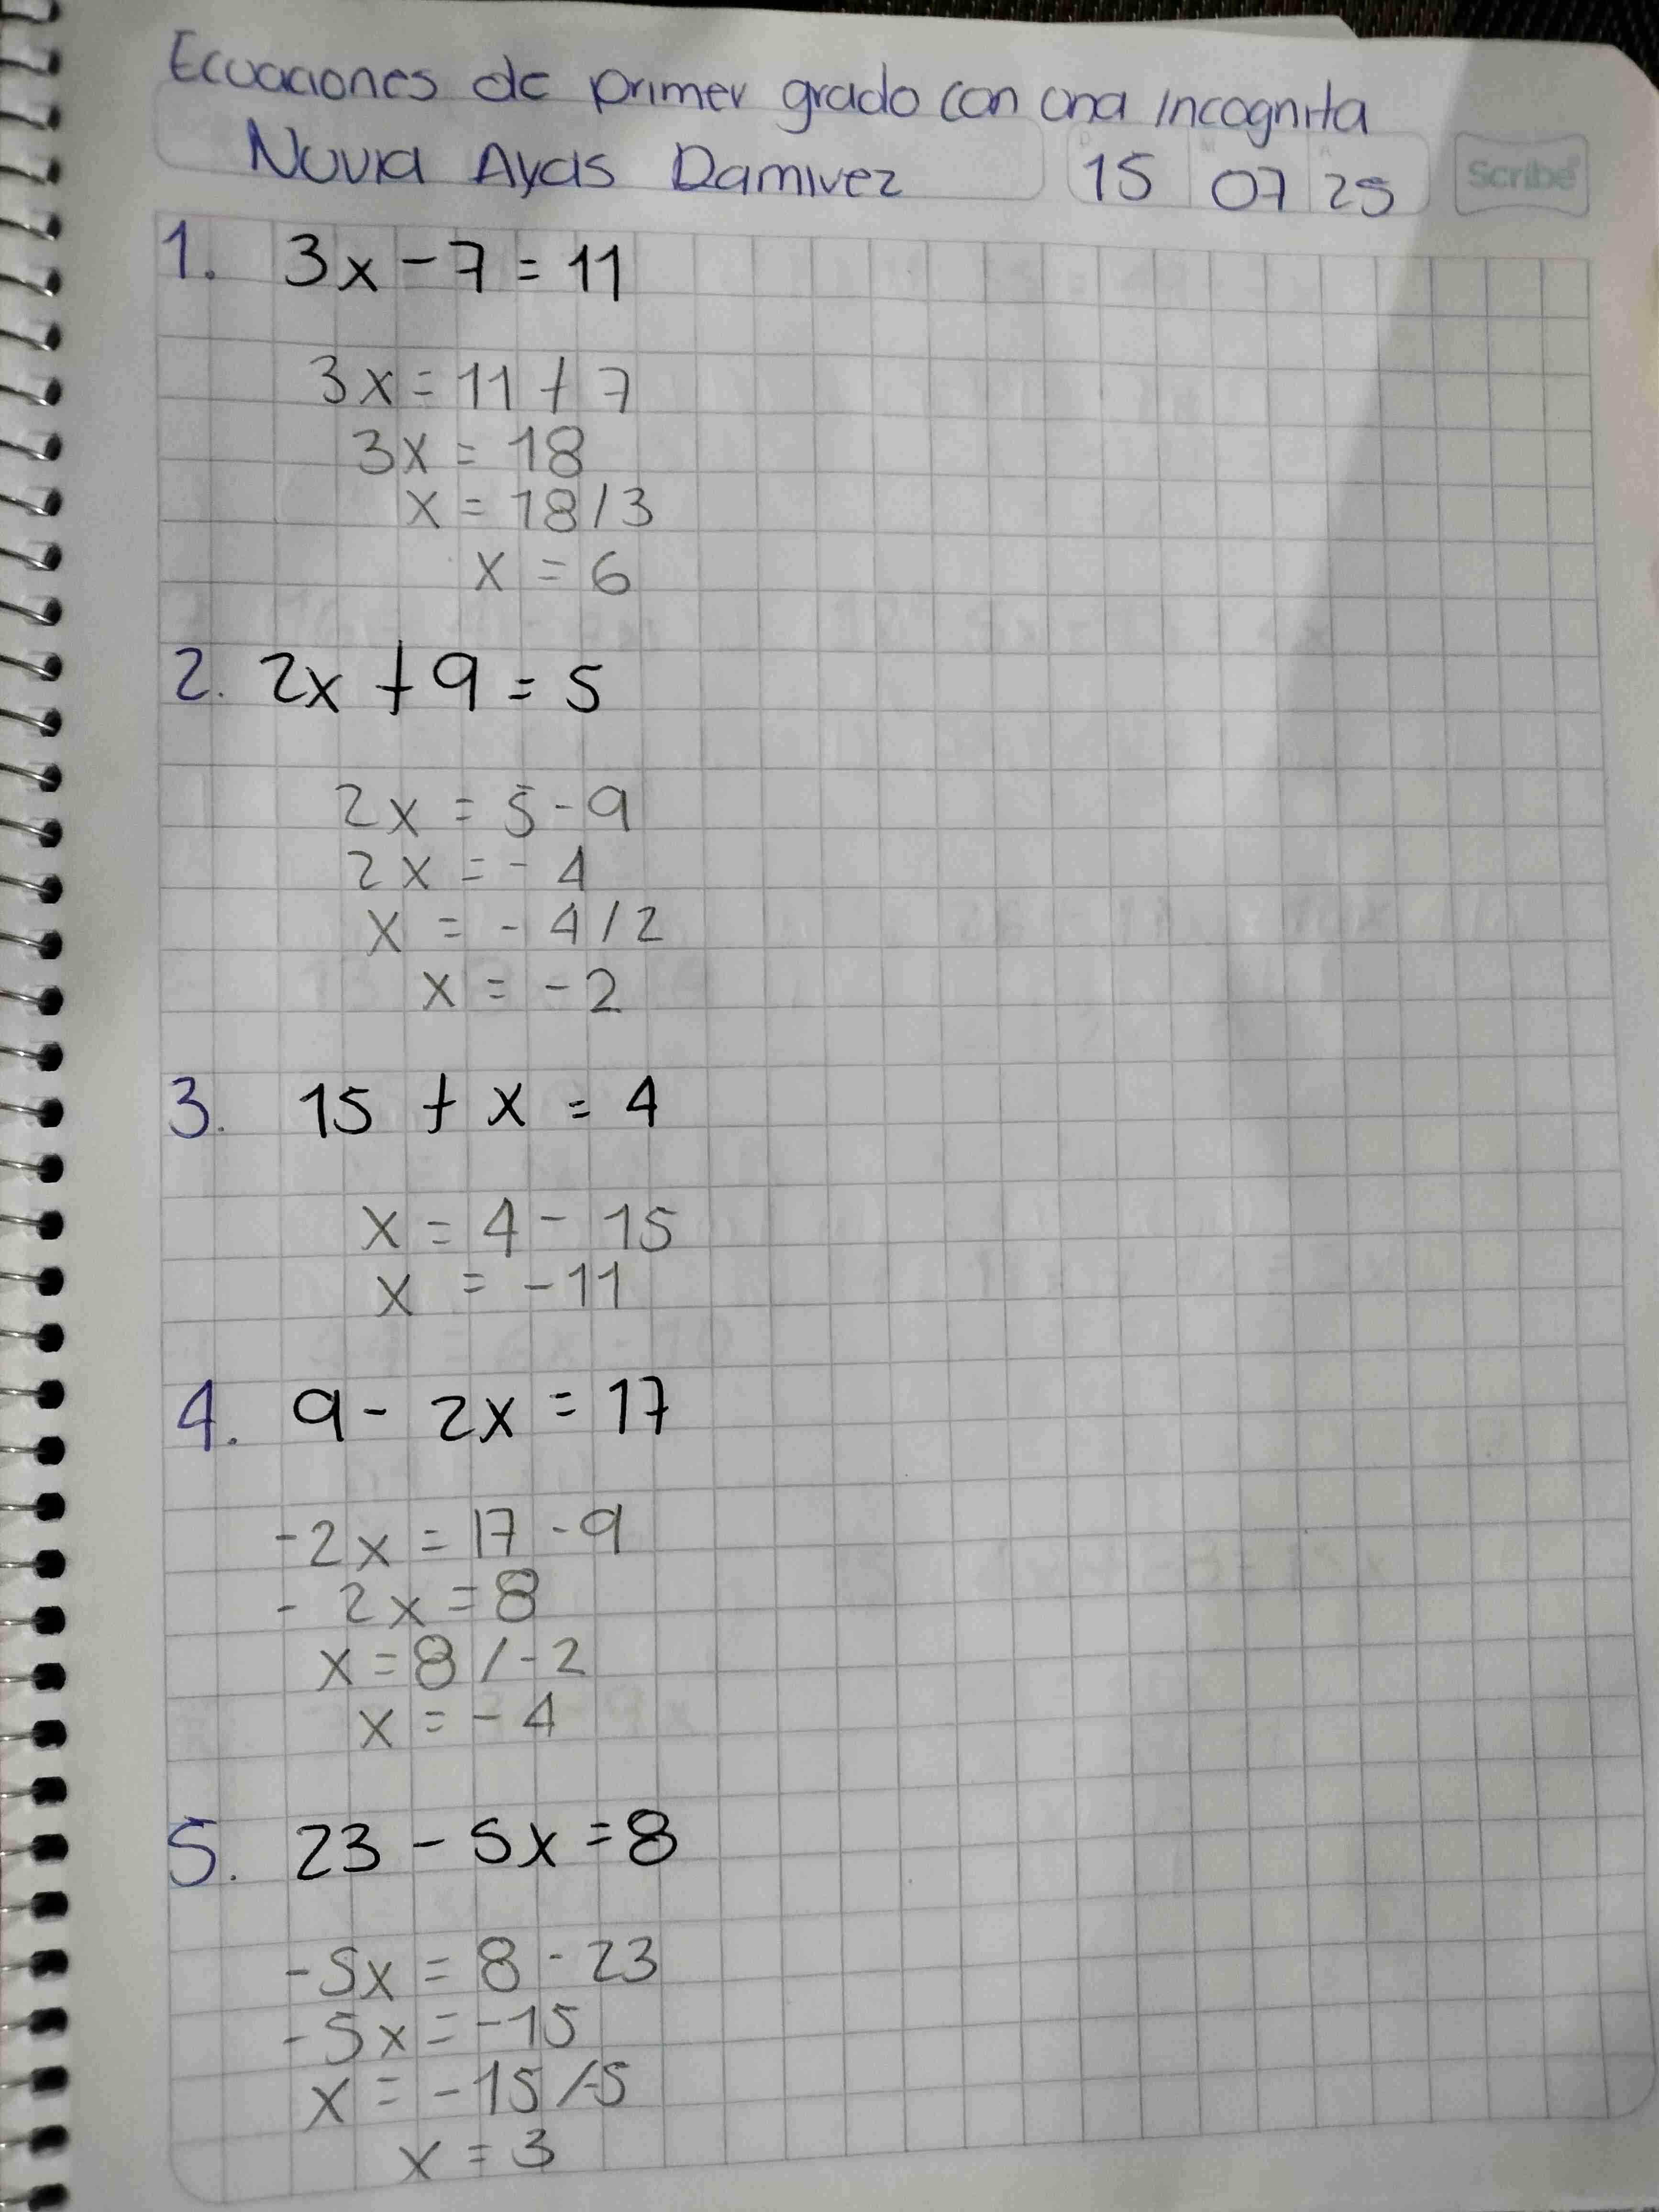 Ecuaciones de primer grado con una incognita
Nuvia Ayas Damivez
15 07 25
Scribe
1. 3x - 7 = 11
3x = 11 + 7
3x = 18
x = 18/3
x = 6
2. 2x + 9 = 5
2x = 5 - 9
2x = - 4
x = - 4/2
x = - 2
3. 15 + x = 4
x = 4 - 15
x = - 11
4. 9 - 2x = 17
-2x = 17 - 9
- 2x = 8
x = 8 / - 2
x = - 4
5. 23 - 5x = 8
-5x = 8 - 23
-5x = -15
x = -15/-5
x = 3